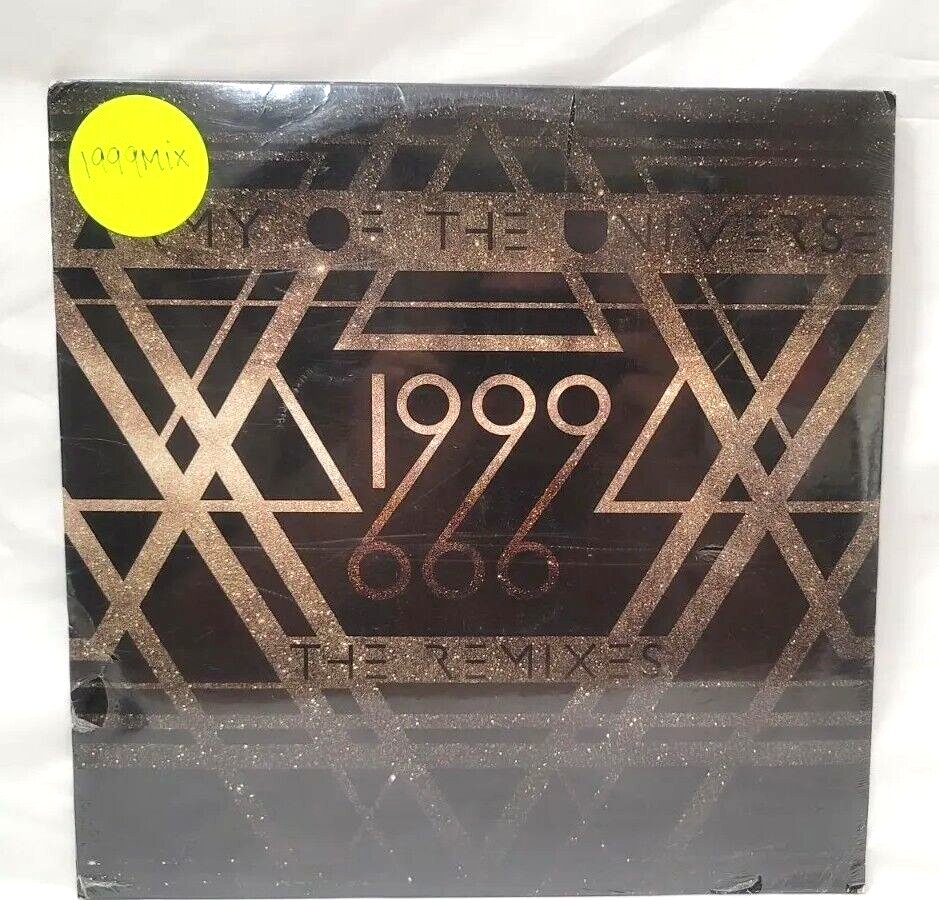 1999Mix
ARMY OF THE UNIVERSE
1999
666
THE REMIXES